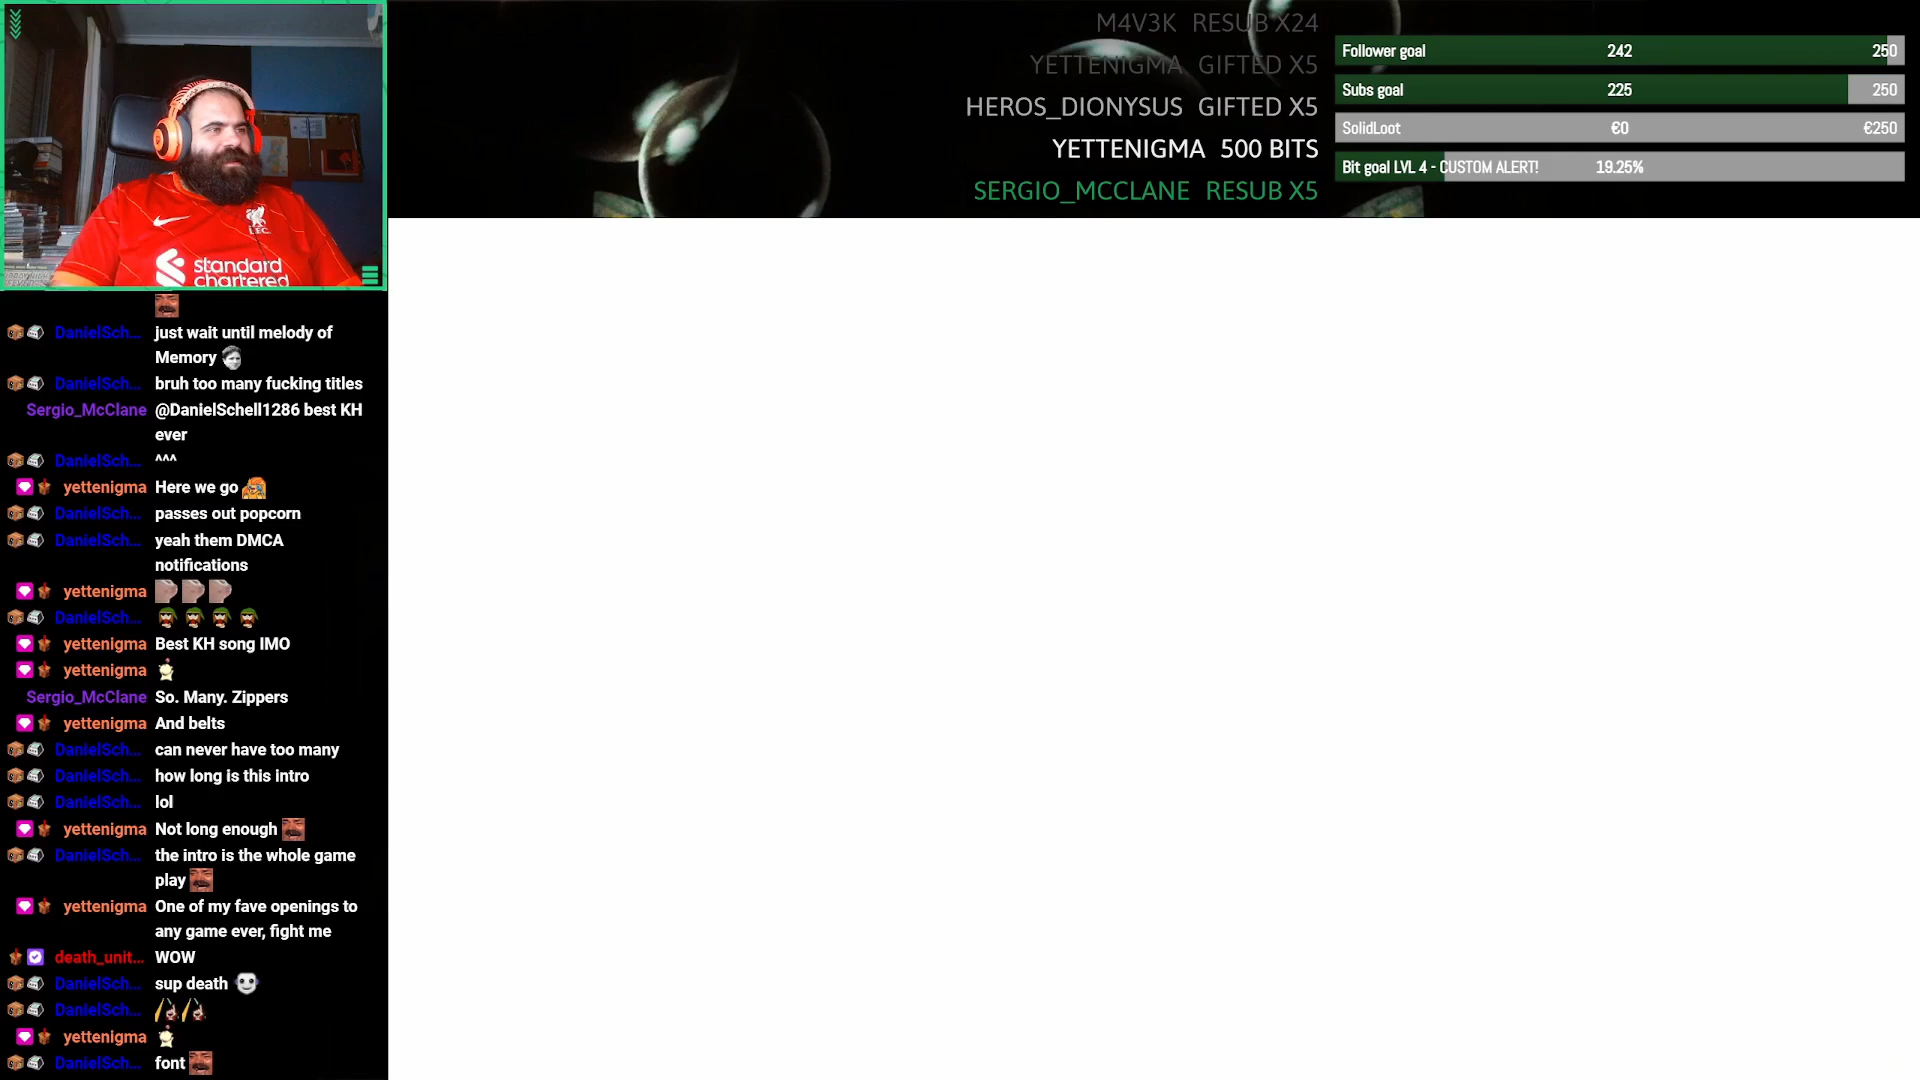 M4V3K RESUB X24
YETTENIGMA GIFTED X5
HEROS_DIONYSUS GIFTED X5
YETTENIGMA 500 BITS
SERGIO_MCCLANE RESUB X5
Follower goal 242 250
Subs goal 225 250
SolidLoot €0 €250
Bit goal LVL 4 - CUSTOM ALERT! 19.25%
L.F.C.
standard
chartered
DanielSch... just wait until melody of
Memory
DanielSch... bruh too many fucking titles
Sergio_McClane @DanielSchell1286 best KH
ever
DanielSch... ^^^
yettenigma Here we go
DanielSch... passes out popcorn
DanielSch... yeah them DMCA
notifications
yettenigma
DanielSch...
yettenigma Best KH song IMO
yettenigma
Sergio_McClane So. Many. Zippers
yettenigma And belts
DanielSch... can never have too many
DanielSch... how long is this intro
DanielSch... lol
yettenigma Not long enough
DanielSch... the intro is the whole game
play
yettenigma One of my fave openings to
any game ever, fight me
death_unit... WOW
DanielSch... sup death
DanielSch...
yettenigma
DanielSch... font